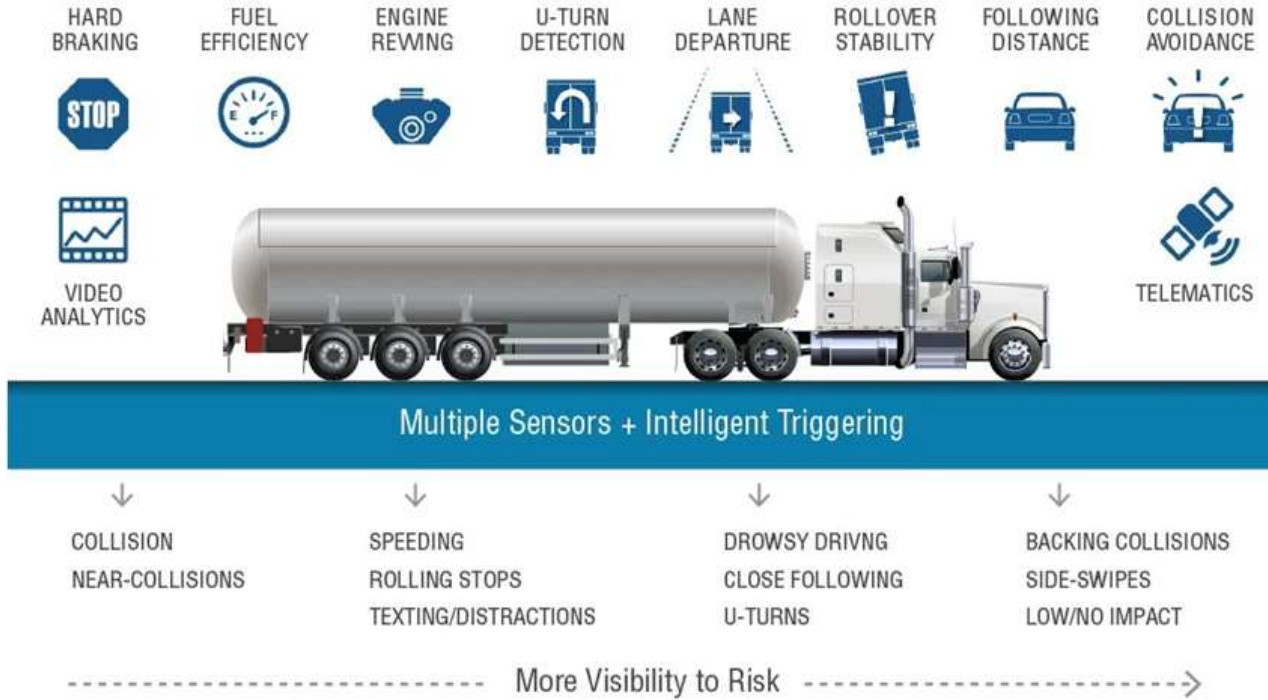 HARD
BRAKING
FUEL
EFFICIENCY
ENGINE
REVVING
U-TURN
DETECTION
LANE
DEPARTURE
ROLLOVER
STABILITY
FOLLOWING
DISTANCE
COLLISION
AVOIDANCE
STOP
E F
VIDEO
ANALYTICS
TELEMATICS
Multiple Sensors + Intelligent Triggering
COLLISION
NEAR-COLLISIONS
SPEEDING
ROLLING STOPS
TEXTING/DISTRACTIONS
DROWSY DRIVNG
CLOSE FOLLOWING
U-TURNS
BACKING COLLISIONS
SIDE-SWIPES
LOW/NO IMPACT
More Visibility to Risk